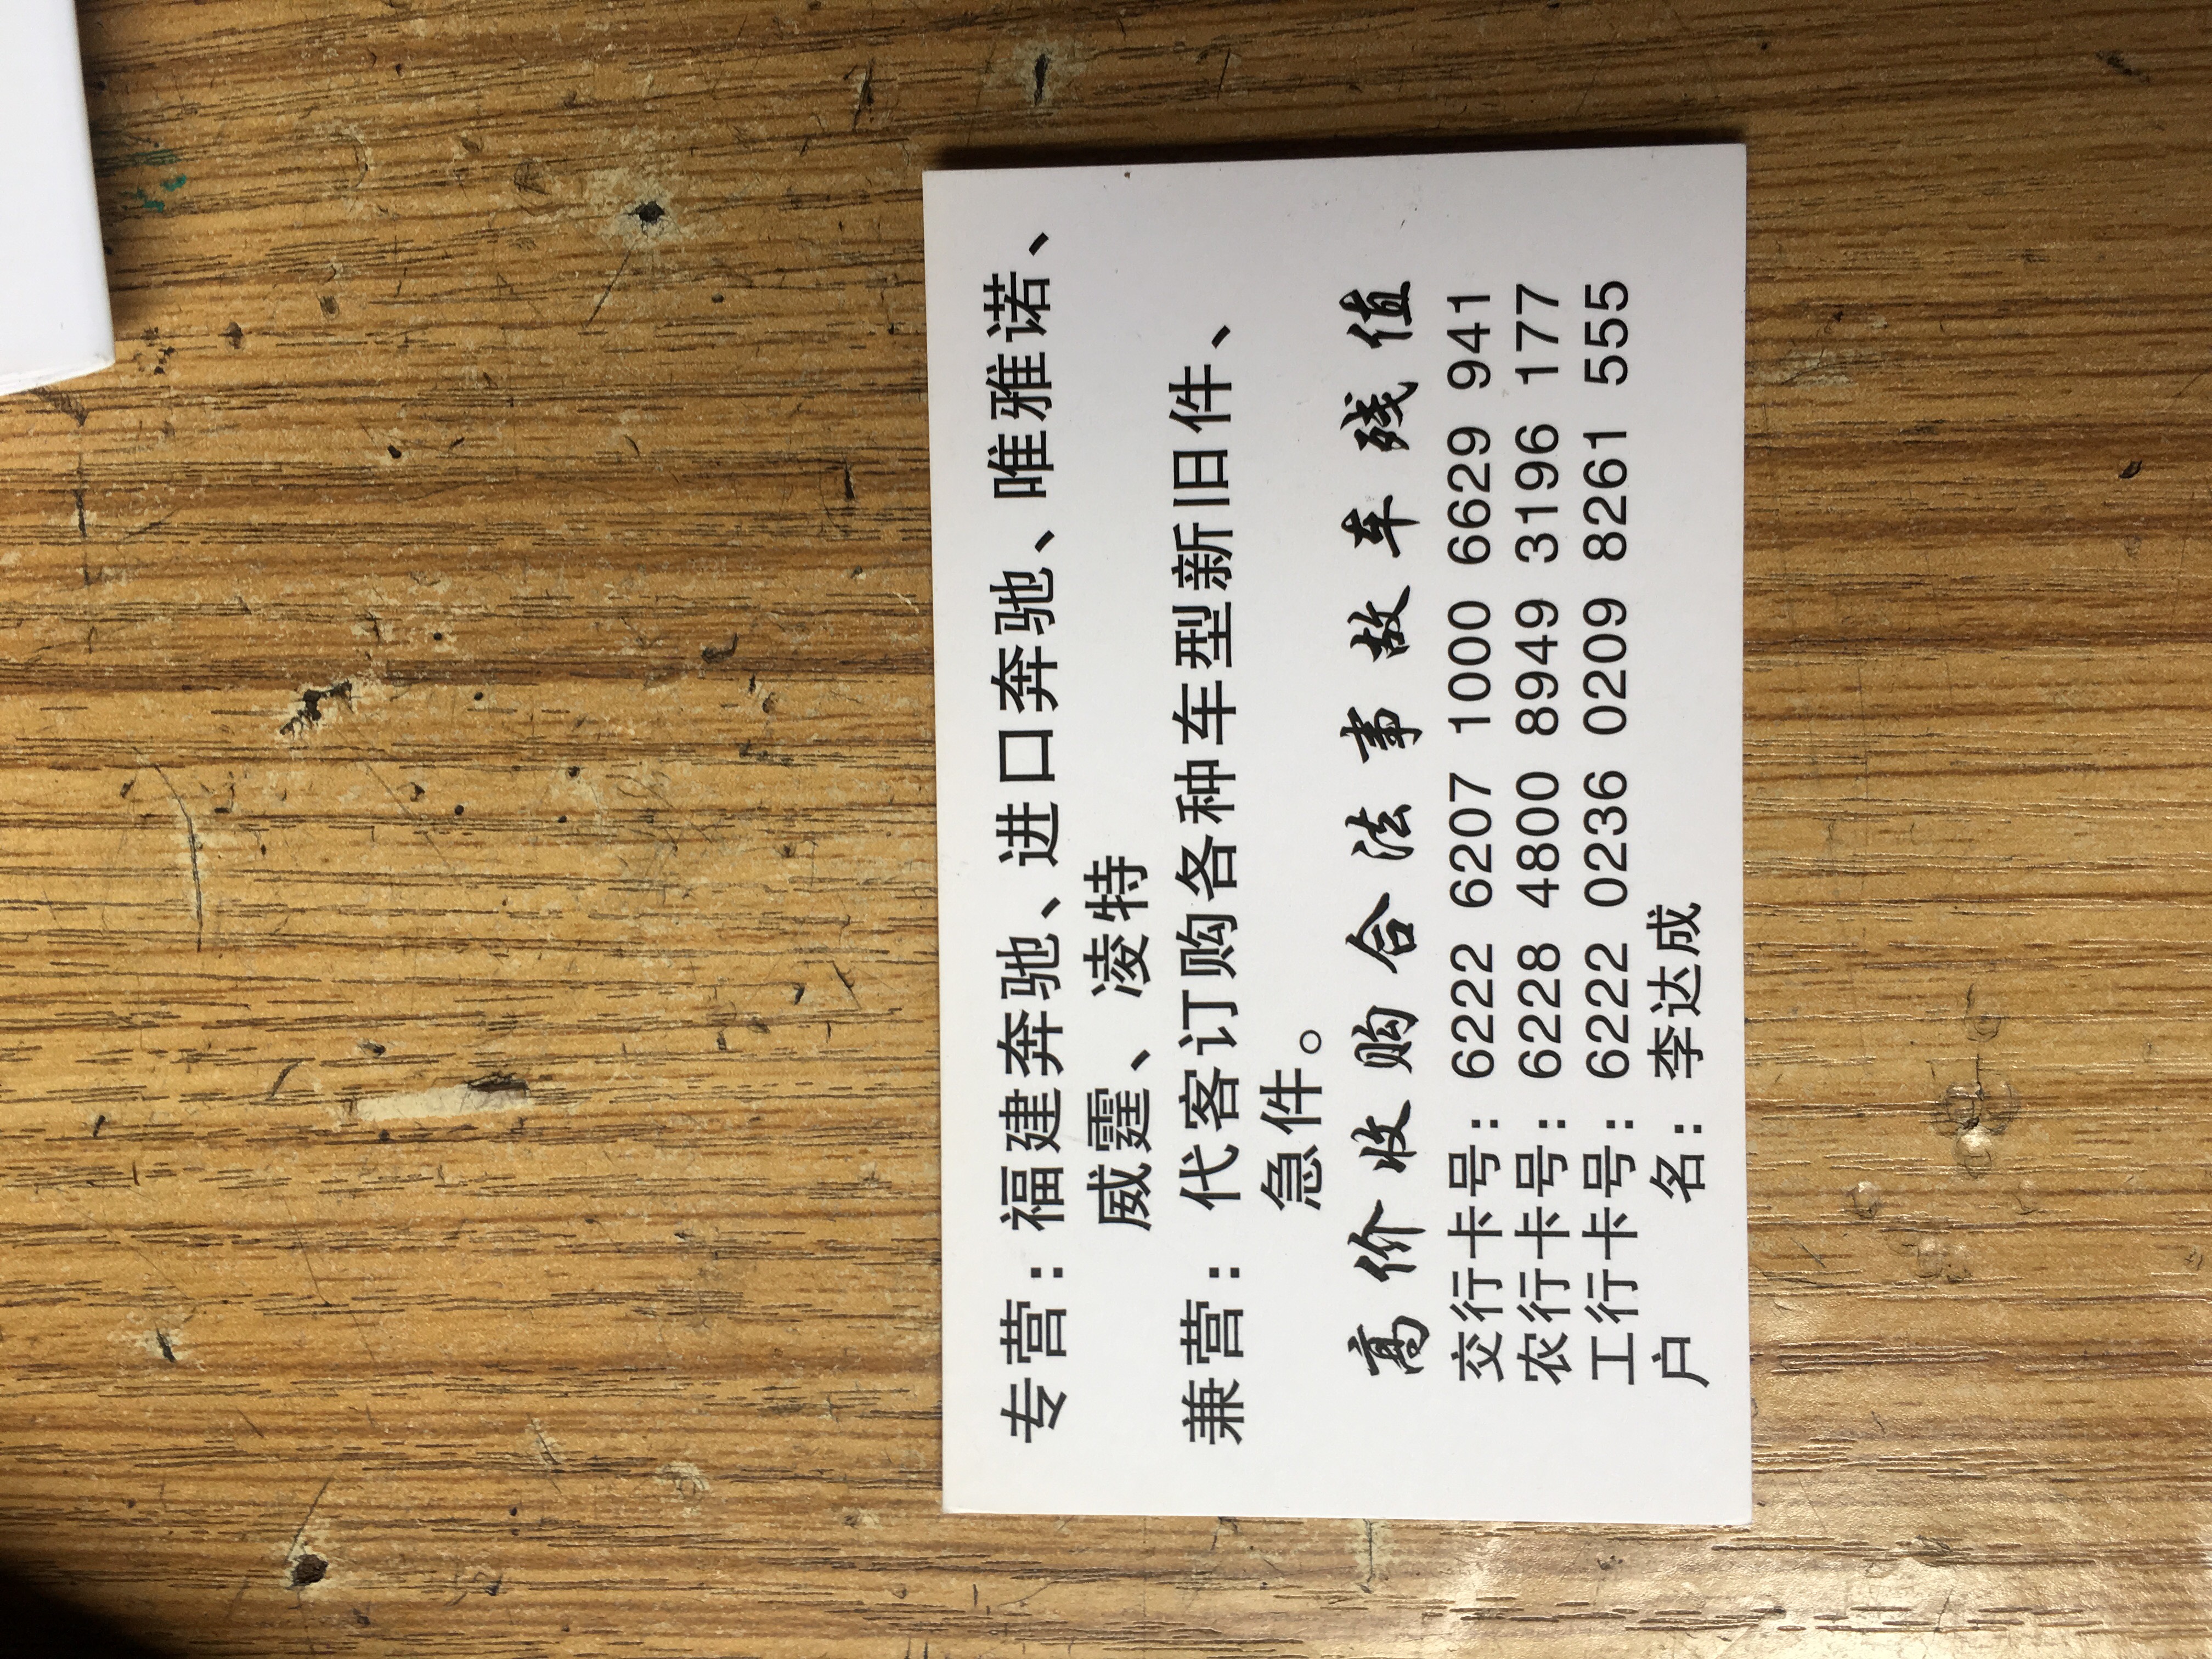 专营：福建奔驰、进口奔驰、唯雅诺、
威霆、凌特
兼营：代客订购各种车型新旧件、
急件。
高价收购合法事故车残值
交行卡号：6222 6207 1000 6629 941
农行卡号：6228 4800 8949 3196 177
工行卡号：6222 0236 0209 8261 555
户 名：李达成